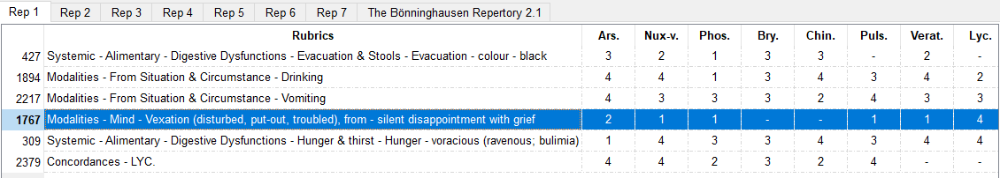 Rep 1 Rep 2 Rep 3 Rep 4 Rep 5 Rep 6 Rep 7 The Bönninghausen Repertory 2.1
Rubrics Ars. Nux-v. Phos. Bry. Chin. Puls. Verat. Lyc.
427 Systemic - Alimentary - Digestive Dysfunctions - Evacuation & Stools - Evacuation - colour - black 3 2 1 3 3 - 2 -
1894 Modalities - From Situation & Circumstance - Drinking 4 4 1 3 4 3 4 2
2217 Modalities - From Situation & Circumstance - Vomiting 4 3 3 3 2 4 3 3
1767 Modalities - Mind - Vexation (disturbed, put-out, troubled), from - silent disappointment with grief 2 1 1 - - 1 1 4
309 Systemic - Alimentary - Digestive Dysfunctions - Hunger & thirst - Hunger - voracious (ravenous; bulimia) 1 4 3 3 4 3 4 4
2379 Concordances - LYC. 4 4 2 3 2 4 - -